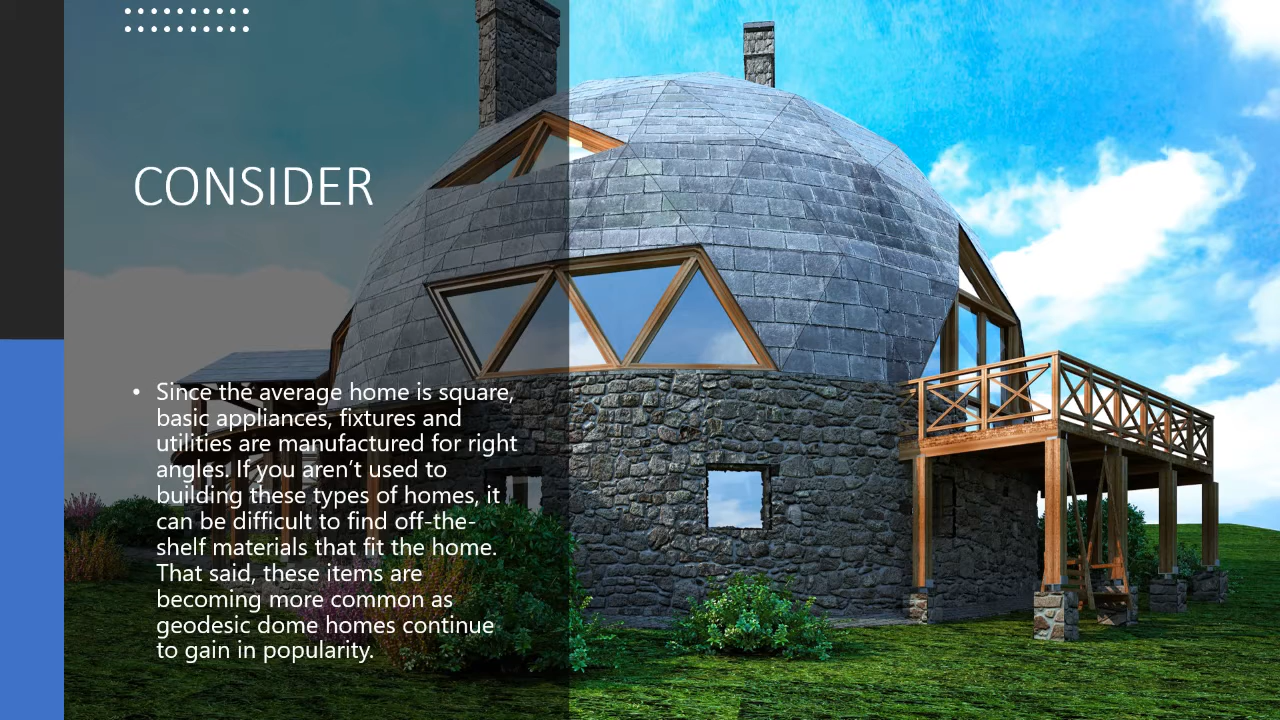 CONSIDER
• Since the average home is square,
basic appliances, fixtures and
utilities are manufactured for right
angles. If you aren’t used to
building these types of homes, it
can be difficult to find off-the-
shelf materials that fit the home.
That said, these items are
becoming more common as
geodesic dome homes continue
to gain in popularity.